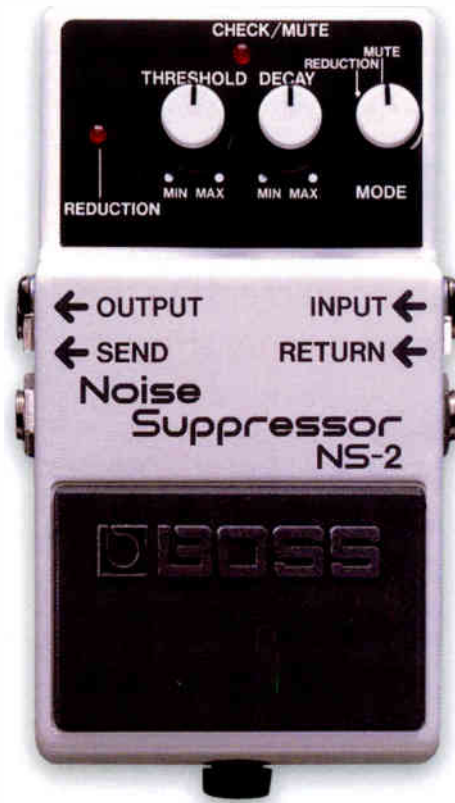 CHECK/MUTE
MUTE
REDUCTION
THRESHOLD DECAY
MIN MAX MIN MAX
MODE
REDUCTION
← OUTPUT INPUT ←
← SEND RETURN ←
Noise
Suppressor
NS-2
BOSS